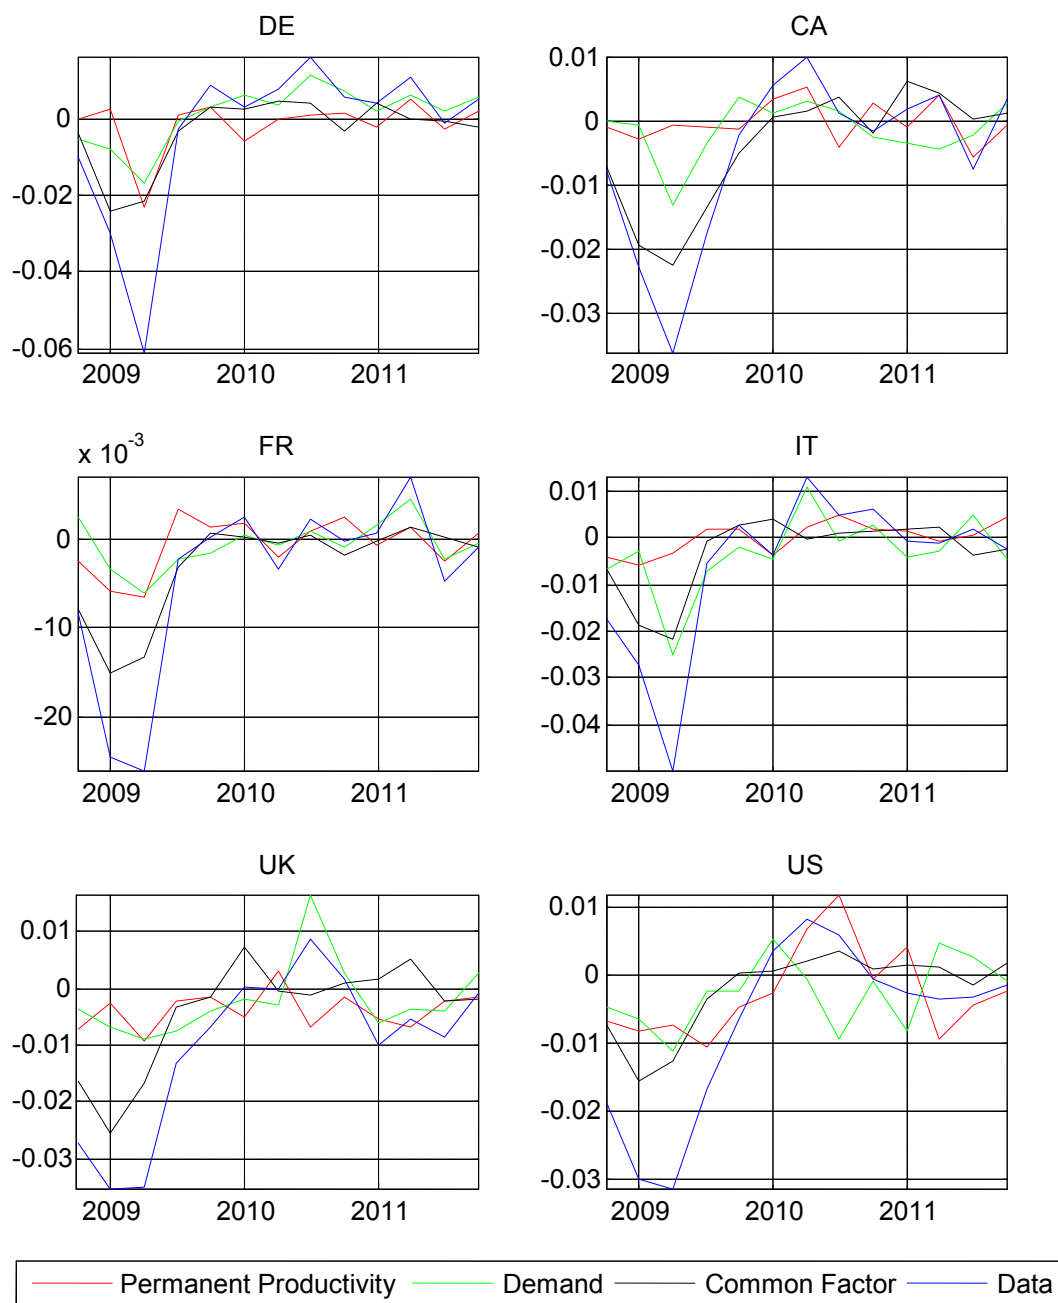 DE
CA
0
-0.02
-0.04
-0.06
2009 2010 2011
0.01
0
-0.01
-0.02
-0.03
2009 2010 2011
x 10^-3
FR
IT
0
-10
-20
2009 2010 2011
0.01
0
-0.01
-0.02
-0.03
-0.04
2009 2010 2011
UK
US
0.01
0
-0.01
-0.02
-0.03
2009 2010 2011
0.01
0
-0.01
-0.02
-0.03
2009 2010 2011
Permanent Productivity Demand Common Factor Data